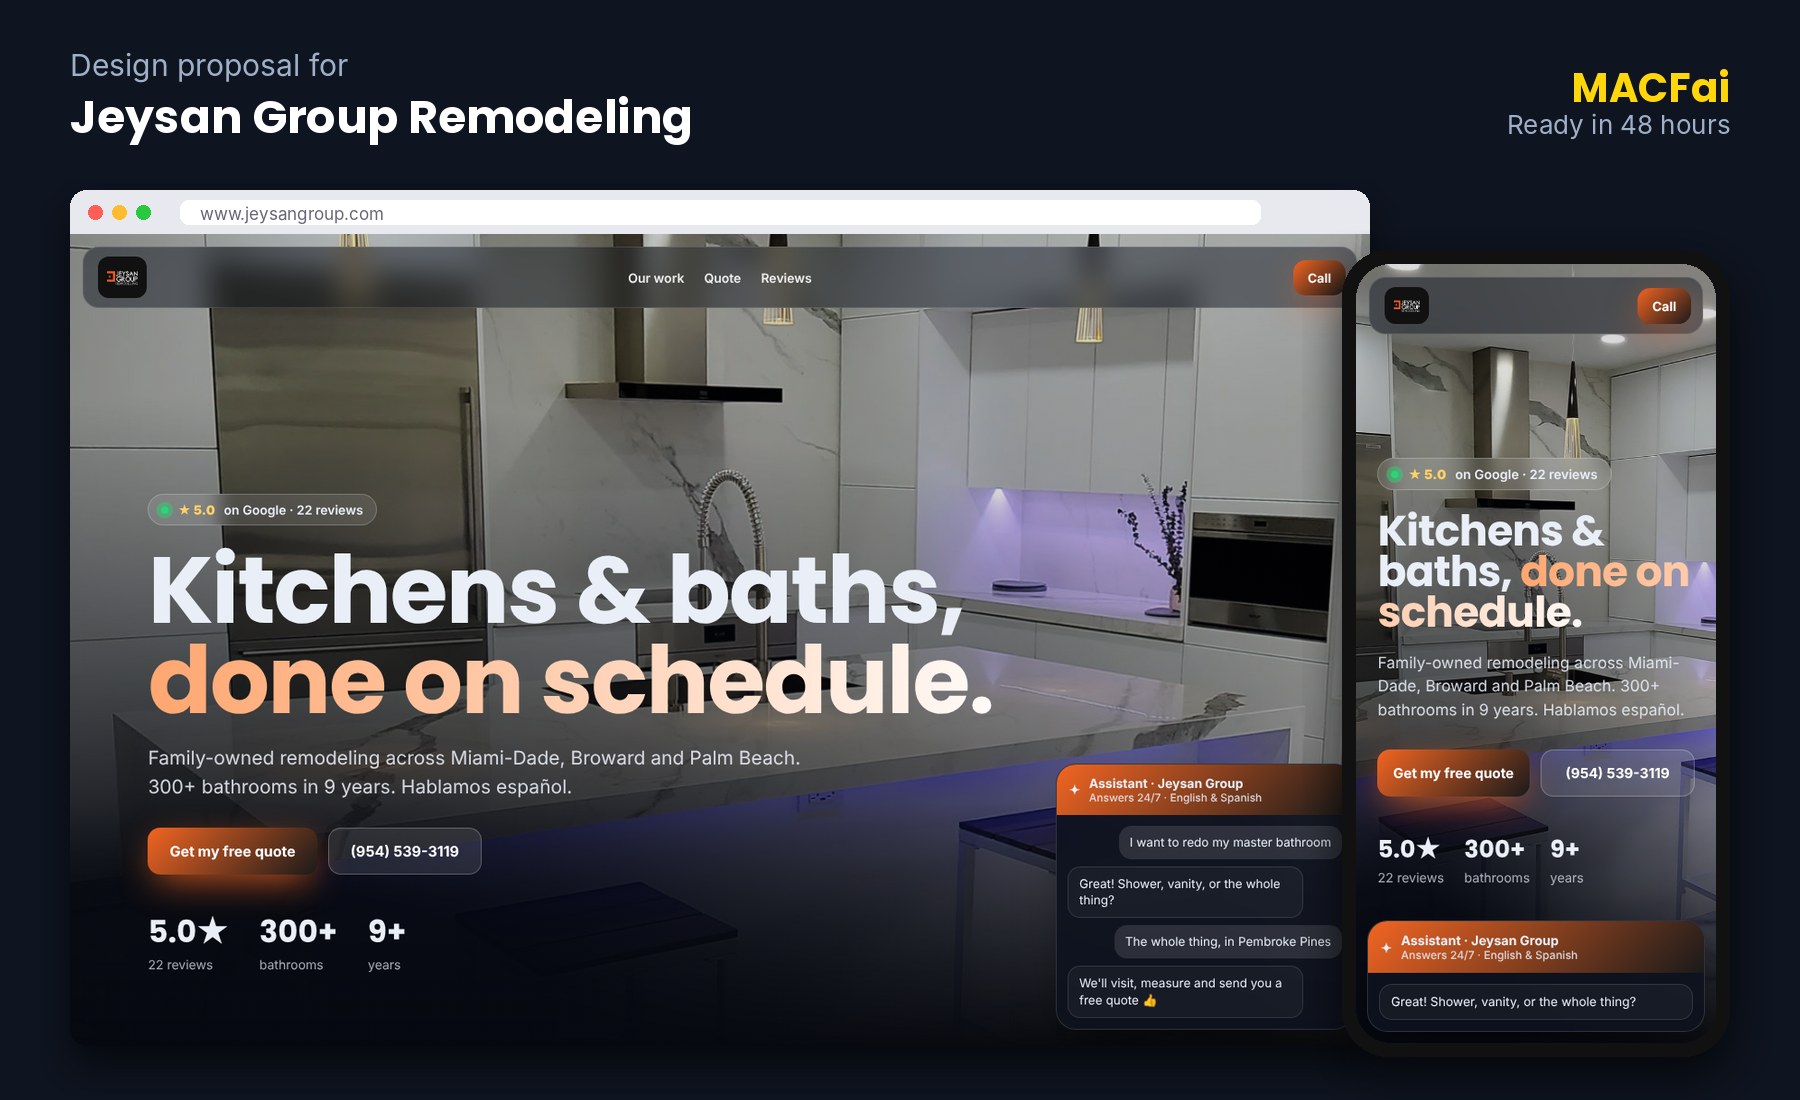 Design proposal for
Jeysan Group Remodeling
MACFai
Ready in 48 hours
www.jeysangroup.com
JEYSAN
GROUP
Our work
Quote
Reviews
Call
★ 5.0 on Google · 22 reviews
Kitchens & baths,
done on schedule.
Family-owned remodeling across Miami-Dade, Broward and Palm Beach.
300+ bathrooms in 9 years. Hablamos español.
Get my free quote
(954) 539-3119
5.0★
22 reviews
300+
bathrooms
9+
years
✦ Assistant · Jeysan Group
Answers 24/7 · English & Spanish
I want to redo my master bathroom
Great! Shower, vanity, or the whole
thing?
The whole thing, in Pembroke Pines
We'll visit, measure and send you a
free quote 👍
JEYSAN
GROUP
Call
★ 5.0 on Google · 22 reviews
Kitchens &
baths, done on
schedule.
Family-owned remodeling across Miami-
Dade, Broward and Palm Beach. 300+
bathrooms in 9 years. Hablamos español.
Get my free quote
(954) 539-3119
5.0★
22 reviews
300+
bathrooms
9+
years
✦ Assistant · Jeysan Group
Answers 24/7 · English & Spanish
Great! Shower, vanity, or the whole thing?